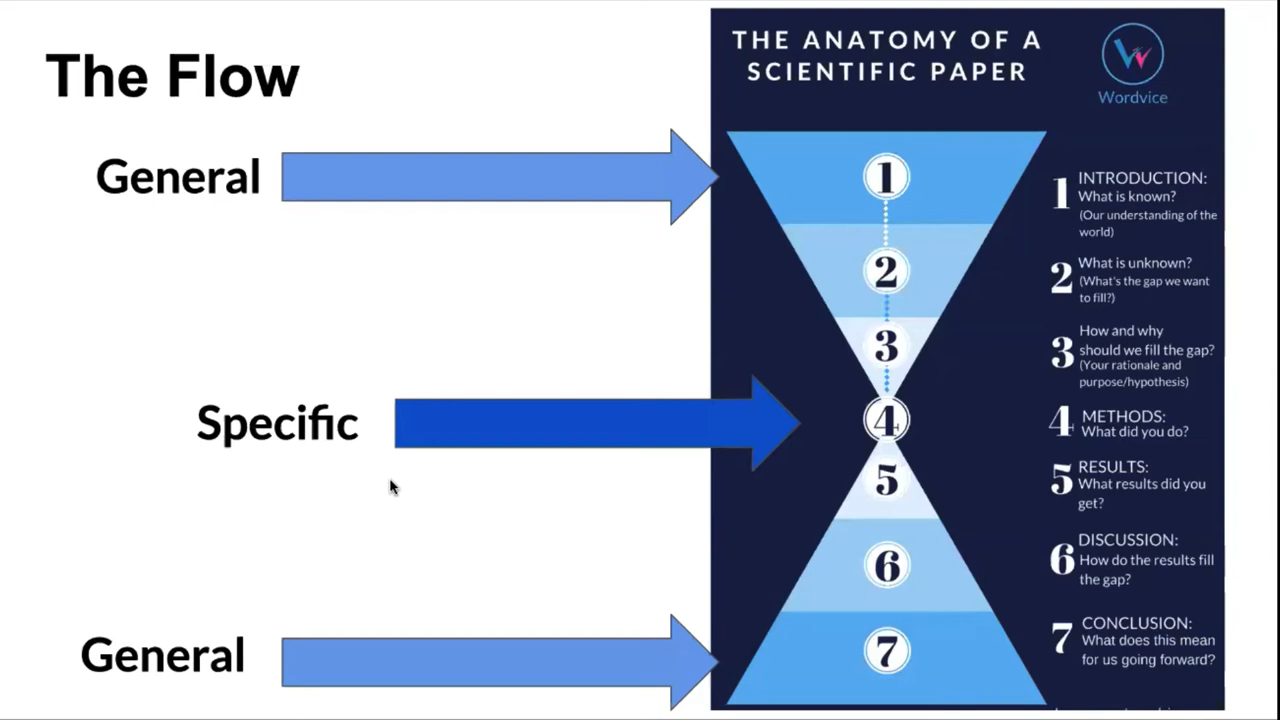 The Flow
General
Specific
General
THE ANATOMY OF A
SCIENTIFIC PAPER
Wordvice
1
2
3
4
5
6
7
1 INTRODUCTION:
What is known?
(Our understanding of the
world)
2 What is unknown?
(What's the gap we want
to fill?)
3 How and why
should we fill the gap?
(Your rationale and
purpose/hypothesis)
4 METHODS:
What did you do?
5 RESULTS:
What results did you
get?
6 DISCUSSION:
How do the results fill
the gap?
7 CONCLUSION:
What does this mean
for us going forward?